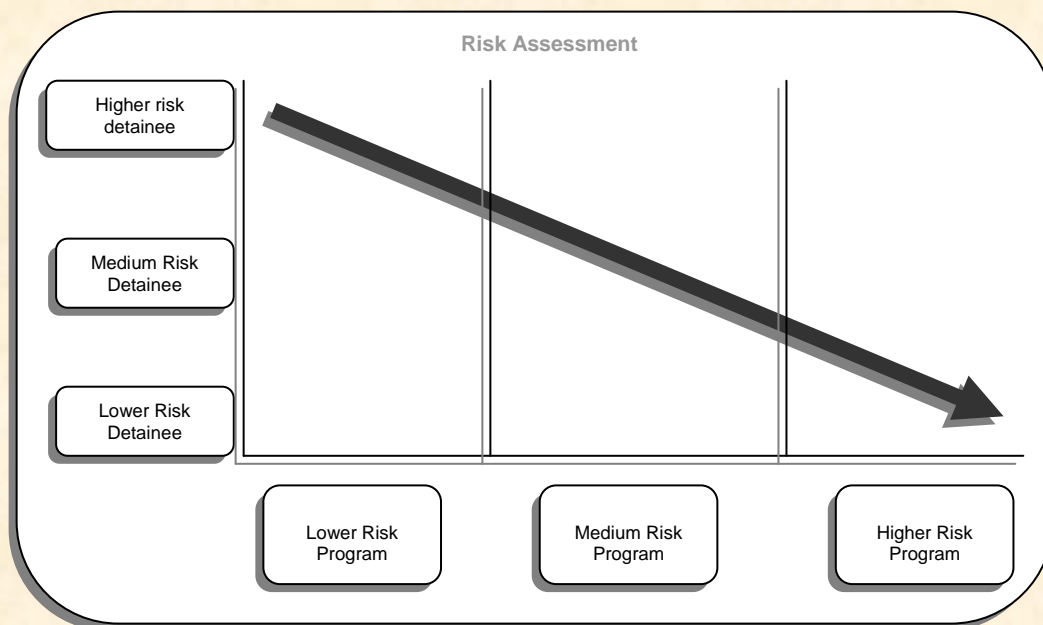 Risk Assessment
Higher risk
detainee
Medium Risk
Detainee
Lower Risk
Detainee
Lower Risk
Program
Medium Risk
Program
Higher Risk
Program